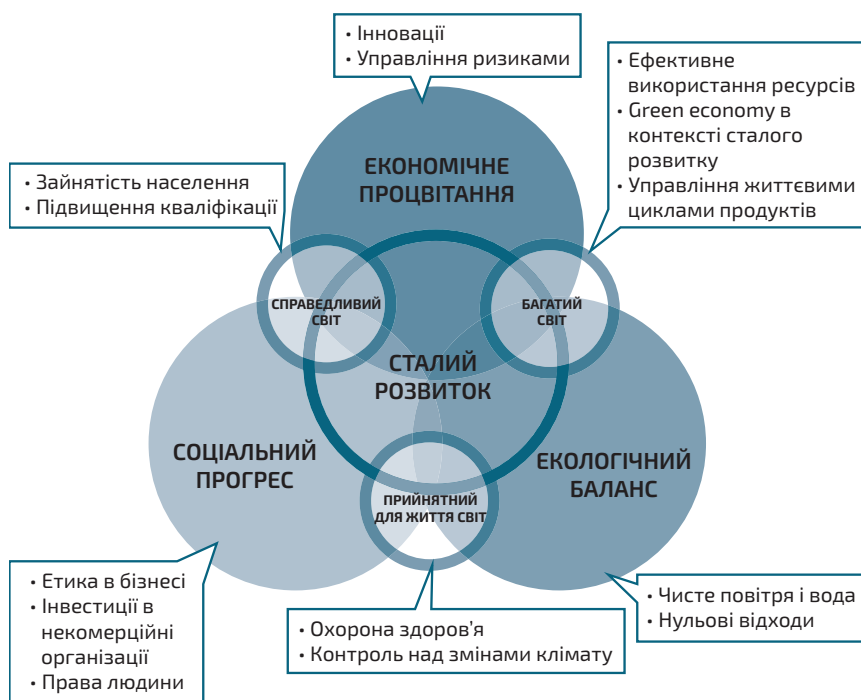 • Інновації
• Управління ризиками
• Ефективне
використання ресурсів
• Green economy в
контексті сталого
розвитку
• Управління життєвими
циклами продуктів
• Зайнятість населення
• Підвищення кваліфікації
ЕКОНОМІЧНЕ
ПРОЦВІТАННЯ
СПРАВЕДЛИВИЙ
СВІТ
БАГАТИЙ
СВІТ
СТАЛИЙ
РОЗВИТОК
СОЦІАЛЬНИЙ
ПРОГРЕС
ЕКОЛОГІЧНИЙ
БАЛАНС
ПРИЙНЯТНИЙ
ДЛЯ ЖИТТЯ СВІТ
• Етика в бізнесі
• Інвестиції в
некомерційні
організації
• Права людини
• Охорона здоров’я
• Контроль над змінами клімату
• Чисте повітря і вода
• Нульові відходи